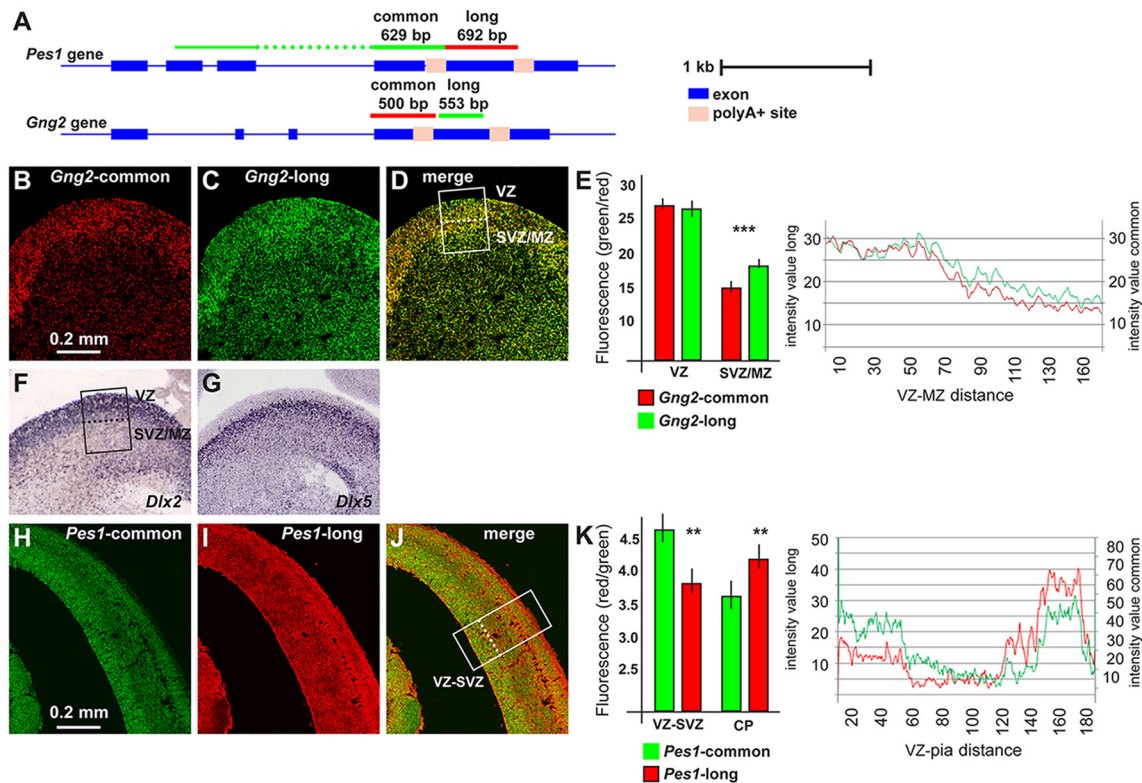 A
common
629 bp
long
692 bp
Pes1 gene
common
500 bp
long
553 bp
Gng2 gene
1 kb
exon
polyA+ site
B
Gng2-common
0.2 mm
C
Gng2-long
D
merge
VZ
SVZ/MZ
E
Fluorescence (green/red)
30
25
20
15
10
***
VZ
SVZ/MZ
Gng2-common
Gng2-long
intensity value long
30
20
10
30
20
10
intensity value common
10
30
50
70
90
110
130
160
VZ-MZ distance
F
VZ
SVZ/MZ
Dlx2
G
Dlx5
H
Pes1-common
0.2 mm
I
Pes1-long
J
merge
VZ-SVZ
K
Fluorescence (red/green)
4.5
4.0
3.5
3.0
2.5
**
**
VZ-SVZ
CP
Pes1-common
Pes1-long
intensity value long
50
40
30
20
10
80
70
60
50
40
30
20
10
intensity value common
20
40
60
80
100
120
140
160
180
VZ-pia distance